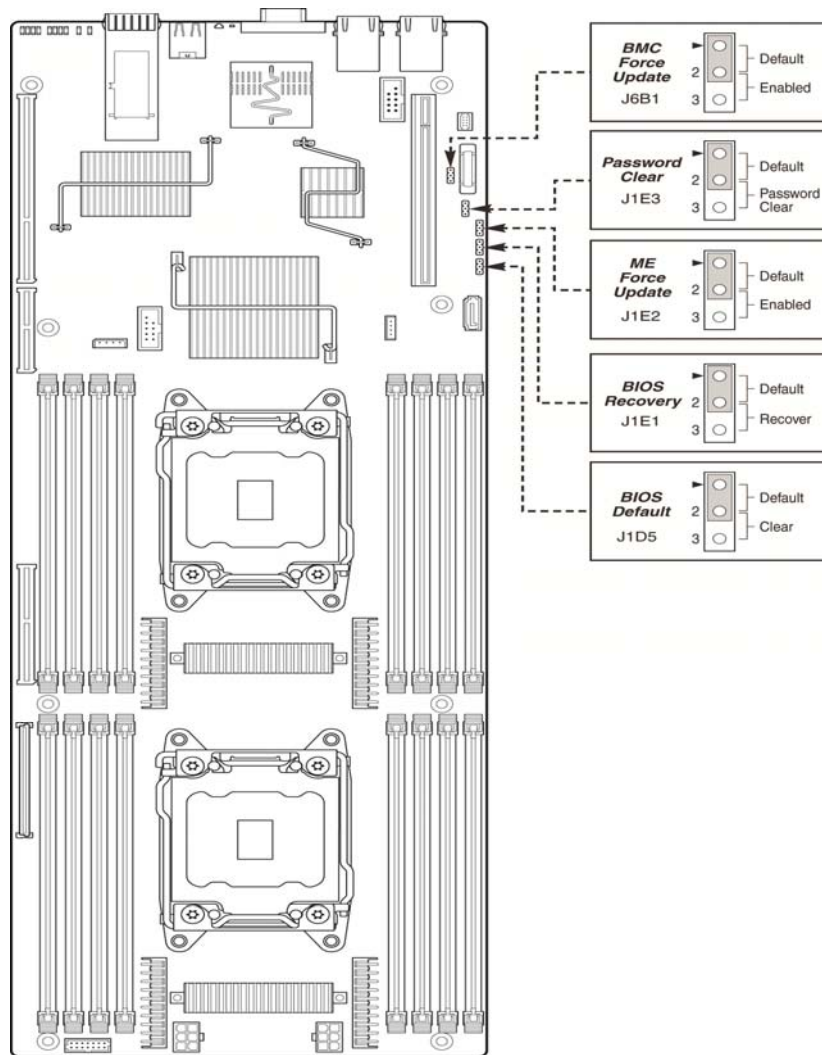 BMC
Force
Update
J6B1
2
3
Default
Enabled
Password
Clear
J1E3
2
3
Default
Password
Clear
ME
Force
Update
J1E2
2
3
Default
Enabled
BIOS
Recovery
J1E1
2
3
Default
Recover
BIOS
Default
J1D5
2
3
Default
Clear